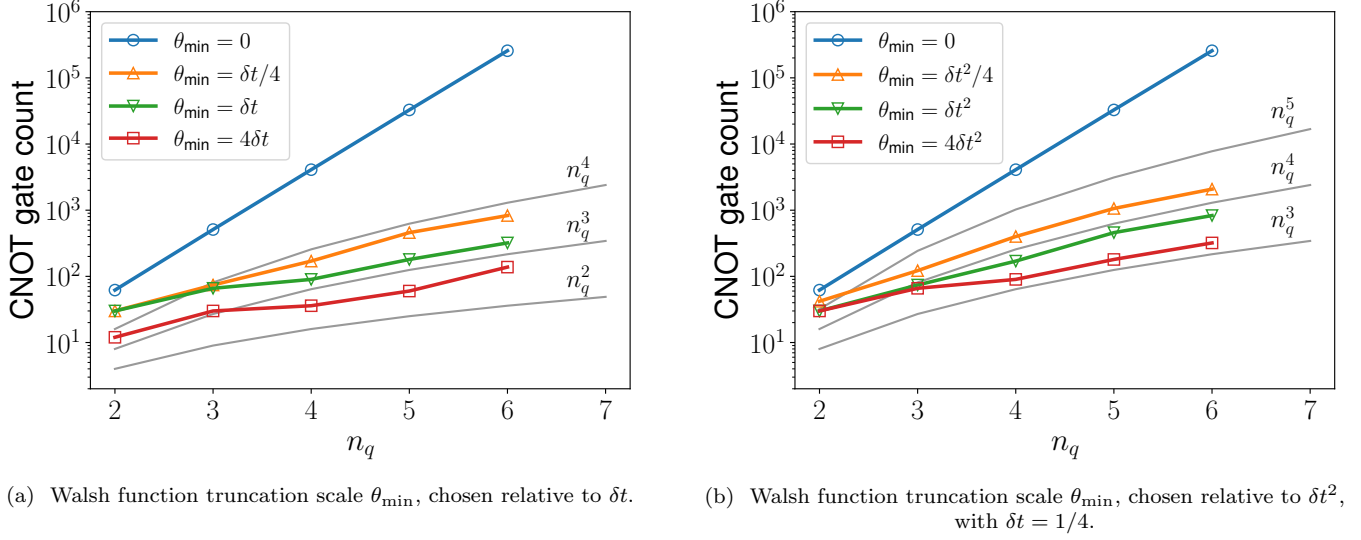 CNOT gate count
10^6
10^5
10^4
10^3
10^2
10^1
θ_min = 0
θ_min = δt/4
θ_min = δt
θ_min = 4δt
n_q^4
n_q^3
n_q^2
2 3 4 5 6 7
n_q
(a) Walsh function truncation scale θ_min, chosen relative to δt.
CNOT gate count
10^6
10^5
10^4
10^3
10^2
10^1
θ_min = 0
θ_min = δt^2/4
θ_min = δt^2
θ_min = 4δt^2
n_q^5
n_q^4
n_q^3
2 3 4 5 6 7
n_q
(b) Walsh function truncation scale θ_min, chosen relative to δt^2,
with δt = 1/4.